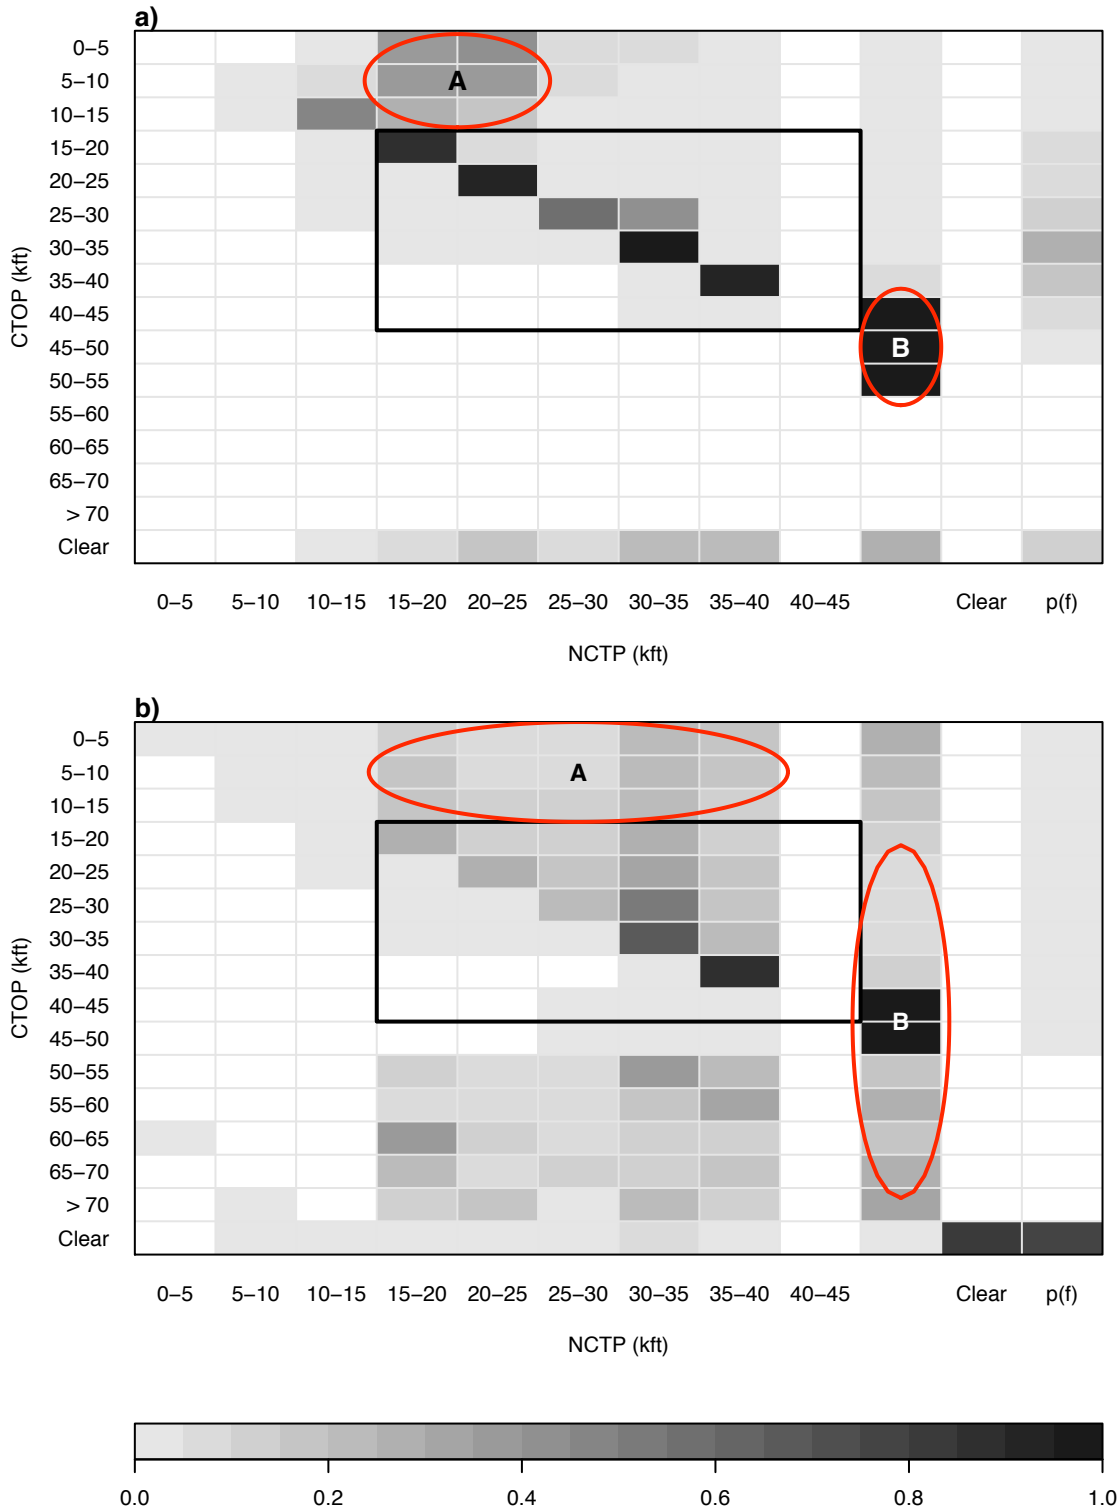 a)
0–5
5–10
10–15
15–20
20–25
25–30
30–35
35–40
40–45
45–50
50–55
55–60
60–65
65–70
> 70
Clear
CTOP (kft)
A
B
0–5 5–10 10–15 15–20 20–25 25–30 30–35 35–40 40–45 Clear p(f)
NCTP (kft)
b)
0–5
5–10
10–15
15–20
20–25
25–30
30–35
35–40
40–45
45–50
50–55
55–60
60–65
65–70
> 70
Clear
CTOP (kft)
A
B
0–5 5–10 10–15 15–20 20–25 25–30 30–35 35–40 40–45 Clear p(f)
NCTP (kft)
0.0 0.2 0.4 0.6 0.8 1.0